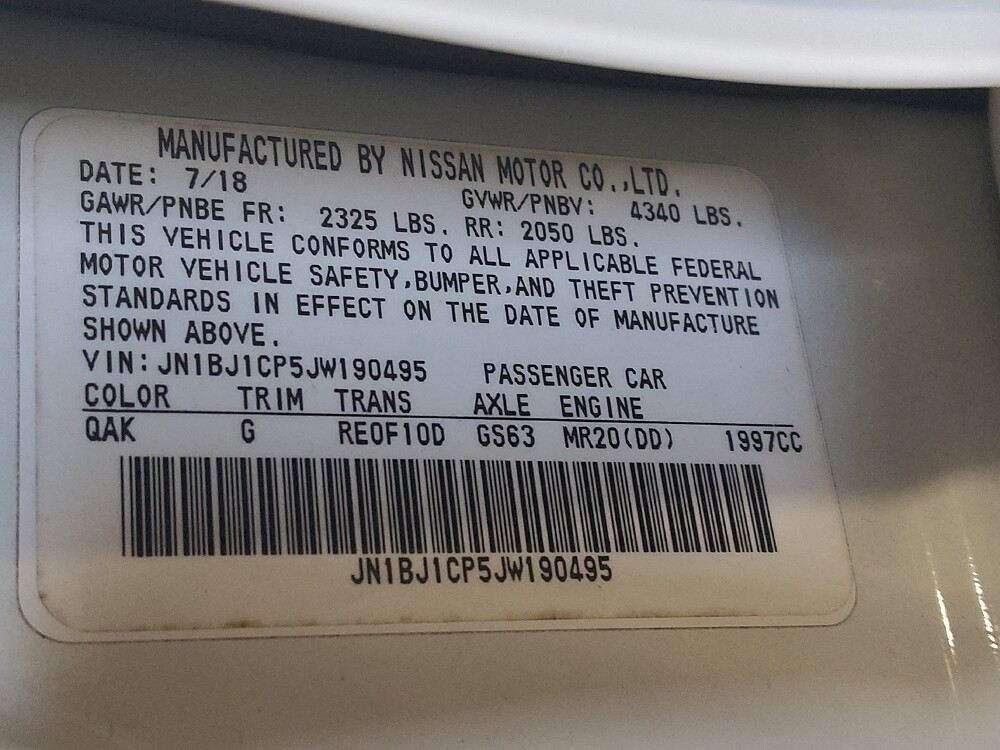 MANUFACTURED BY NISSAN MOTOR CO.,LTD.
DATE: 7/18 GVWR/PNBV: 4340 LBS.
GAWR/PNBE FR: 2325 LBS. RR: 2050 LBS.
THIS VEHICLE CONFORMS TO ALL APPLICABLE FEDERAL
MOTOR VEHICLE SAFETY,BUMPER,AND THEFT PREVENTION
STANDARDS IN EFFECT ON THE DATE OF MANUFACTURE
SHOWN ABOVE.
VIN:JN1BJ1CP5JW190495 PASSENGER CAR
COLOR TRIM TRANS AXLE ENGINE
QAK G RE0F10D GS63 MR20(DD) 1997CC
JN1BJ1CP5JW190495